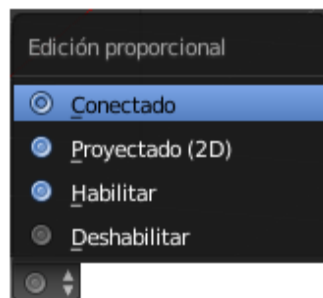 Edición proporcional
Conectado
Proyectado (2D)
Habilitar
Deshabilitar